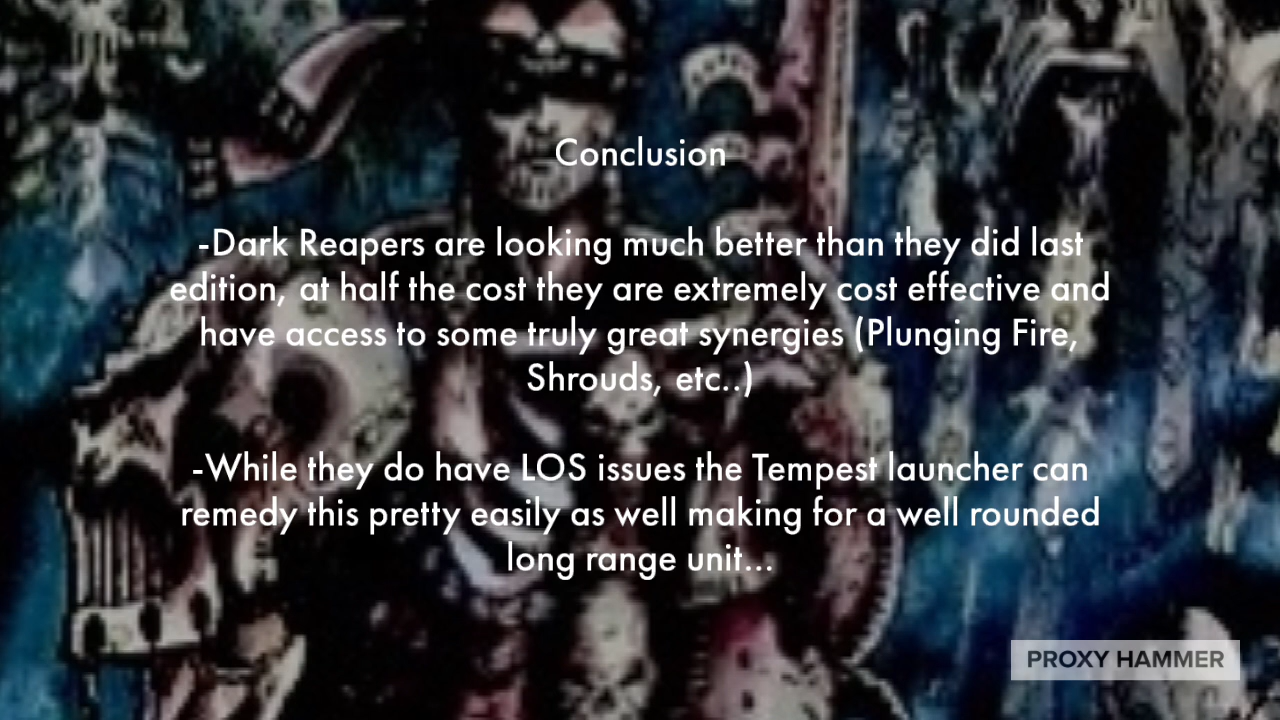 Conclusion
-Dark Reapers are looking much better than they did last
edition, at half the cost they are extremely cost effective and
have access to some truly great synergies (Plunging Fire,
Shrouds, etc..)
-While they do have LOS issues the Tempest launcher can
remedy this pretty easily as well making for a well rounded
long range unit...
PROXY HAMMER